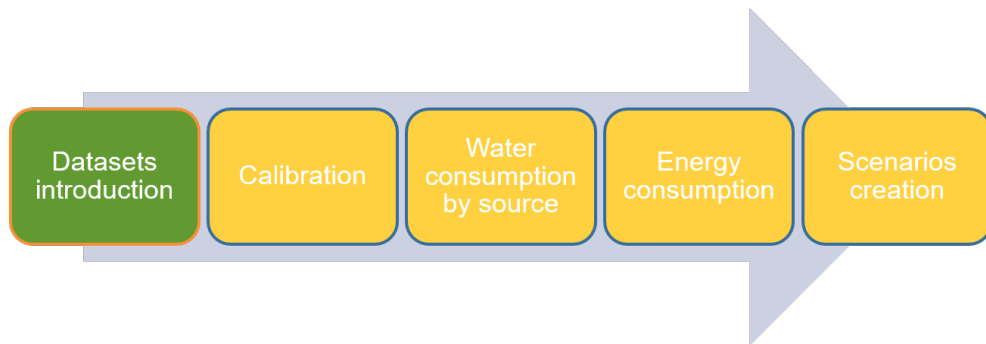 Datasets
introduction
Calibration
Water
consumption
by source
Energy
consumption
Scenarios
creation